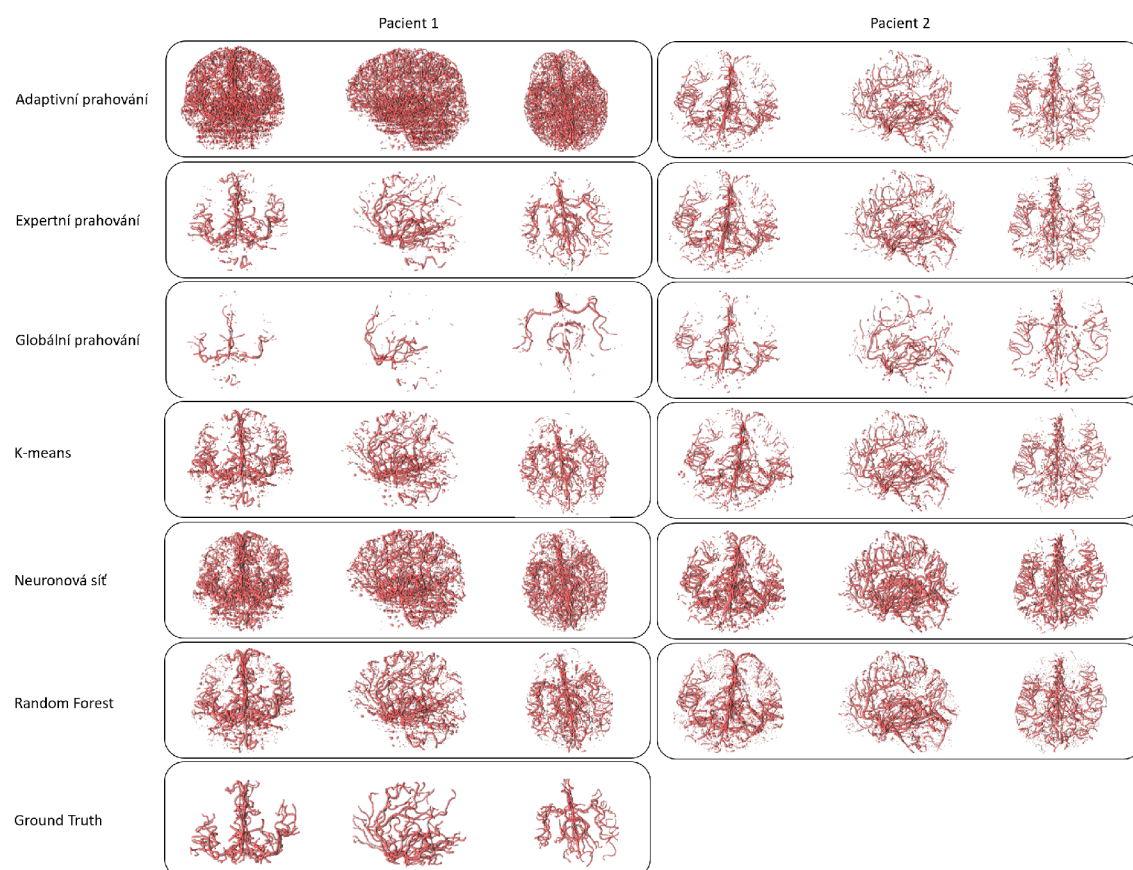 Pacient 1
Pacient 2
Adaptivní prahování
Expertní prahování
Globální prahování
K-means
Neuronová síť
Random Forest
Ground Truth